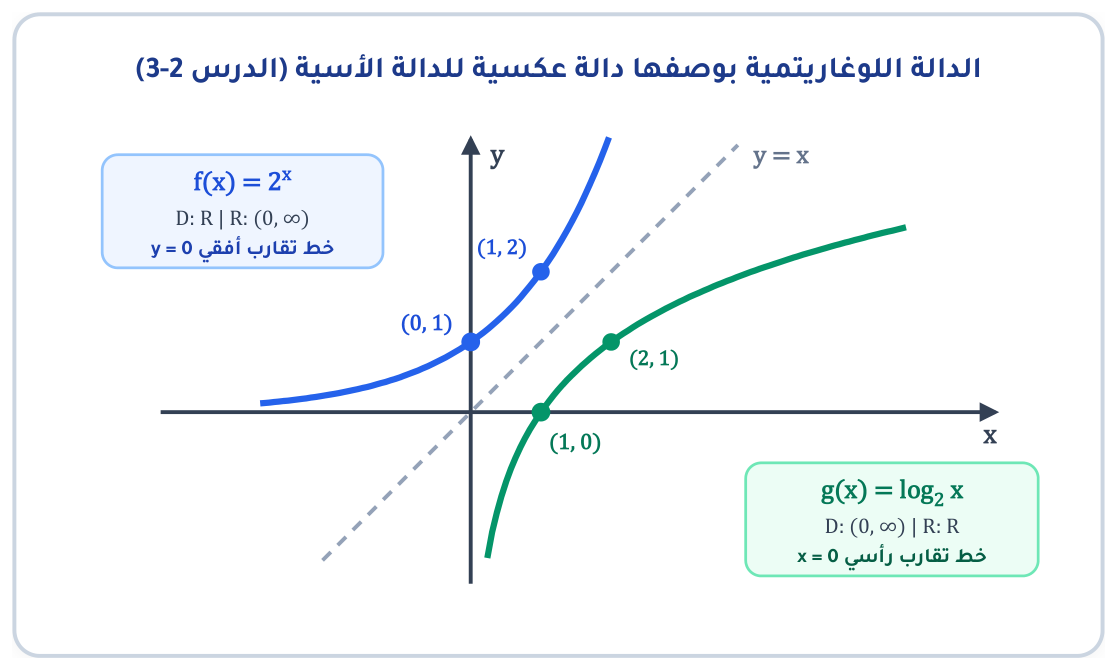 الدالة اللوغاريتمية بوصفها دالة عكسية للدالة الأسية (الدرس 2-3)
f(x) = 2ˣ
D: R | R: (0, ∞)
خط تقارب أفقي y = 0
y
y = x
(1, 2)
(0, 1)
(2, 1)
(1, 0)
x
g(x) = log₂ x
D: (0, ∞) | R: R
خط تقارب رأسي x = 0